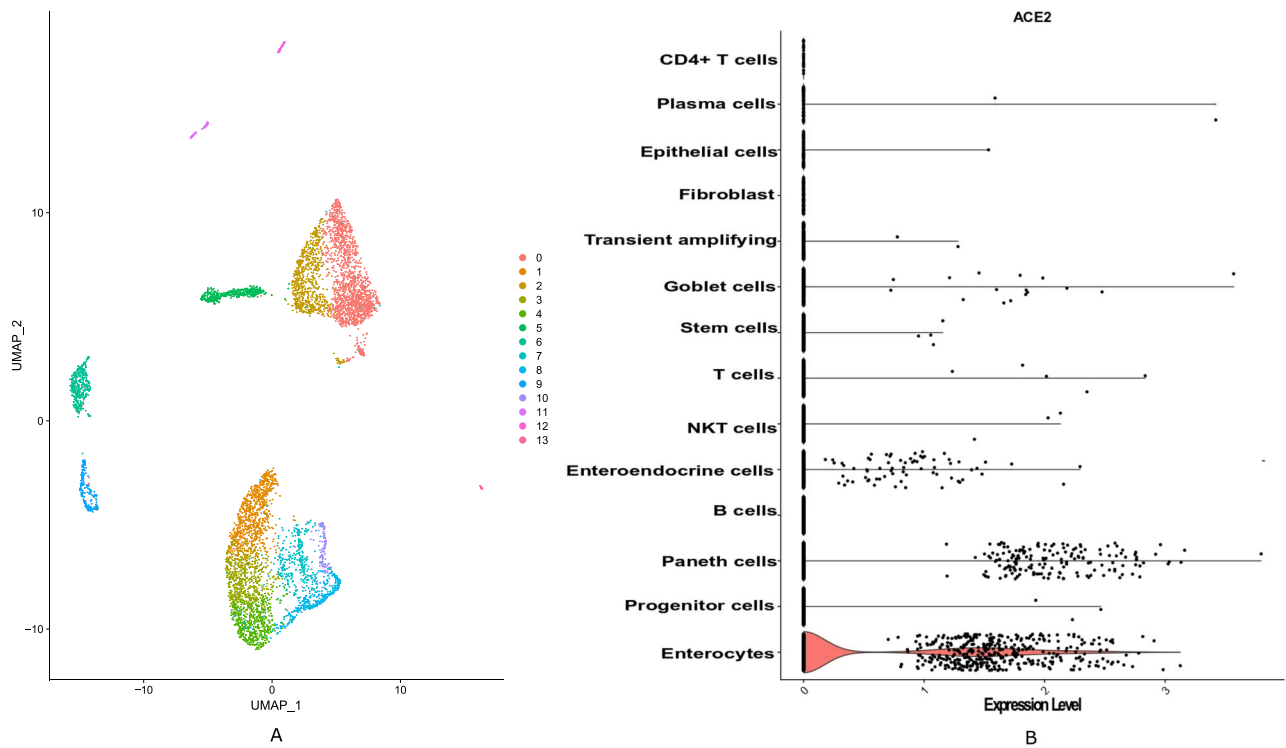 UMAP_2
10
0
−10
−10
0
10
UMAP_1
A
0
1
2
3
4
5
6
7
8
9
10
11
12
13
ACE2
CD4+ T cells
Plasma cells
Epithelial cells
Fibroblast
Transient amplifying
Goblet cells
Stem cells
T cells
NKT cells
Enteroendocrine cells
B cells
Paneth cells
Progenitor cells
Enterocytes
0
1
2
3
Expression Level
B